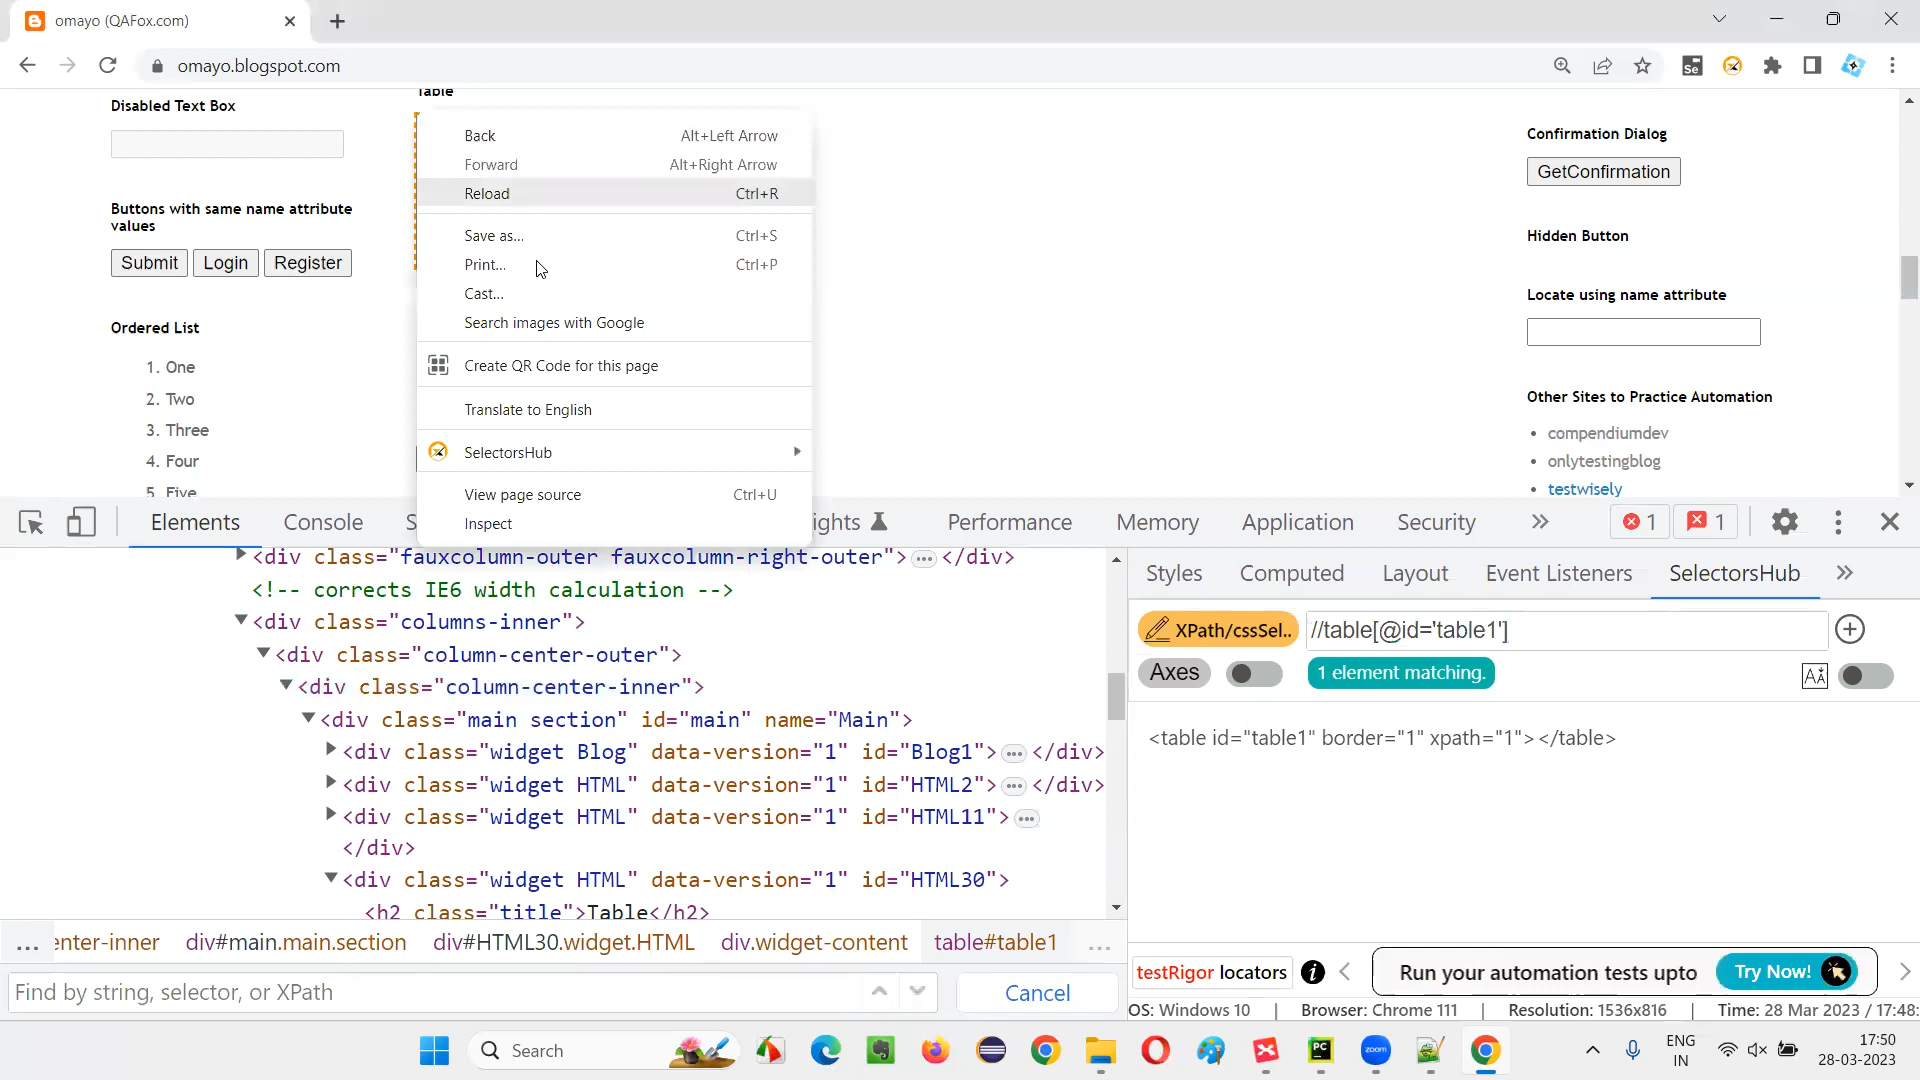 omayo (QAFox.com)
omayo.blogspot.com
Disabled Text Box
Buttons with same name attribute
values
Submit
Login
Register
Ordered List
1. One
2. Two
3. Three
4. Four
5. Five
Table
Back Alt+Left Arrow
Forward Alt+Right Arrow
Reload Ctrl+R
Save as... Ctrl+S
Print... Ctrl+P
Cast...
Search images with Google
Create QR Code for this page
Translate to English
SelectorsHub
View page source Ctrl+U
Inspect
Confirmation Dialog
GetConfirmation
Hidden Button
Locate using name attribute
Other Sites to Practice Automation
• compendiumdev
• onlytestingblog
• testwisely
Elements Console S ights Performance Memory Application Security 1 1
<div class="fauxcolumn-outer fauxcolumn-right-outer"> ... </div>
<!-- corrects IE6 width calculation -->
<div class="columns-inner">
<div class="column-center-outer">
<div class="column-center-inner">
<div class="main section" id="main" name="Main">
<div class="widget Blog" data-version="1" id="Blog1"> ... </div>
<div class="widget HTML" data-version="1" id="HTML2"> ... </div>
<div class="widget HTML" data-version="1" id="HTML11"> ...
</div>
<div class="widget HTML" data-version="1" id="HTML30">
<h2 class="title">Table</h2>
... enter-inner div#main.main.section div#HTML30.widget.HTML div.widget-content table#table1 ...
Find by string, selector, or XPath
Cancel
Styles Computed Layout Event Listeners SelectorsHub
XPath/cssSel.. //table[@id='table1']
Axes 1 element matching.
<table id="table1" border="1" xpath="1"></table>
testRigor locators Run your automation tests upto Try Now!
OS: Windows 10 | Browser: Chrome 111 | Resolution: 1536x816 | Time: 28 Mar 2023 / 17:48:
Search
Se
PC
zoom
ENG
IN
17:50
28-03-2023